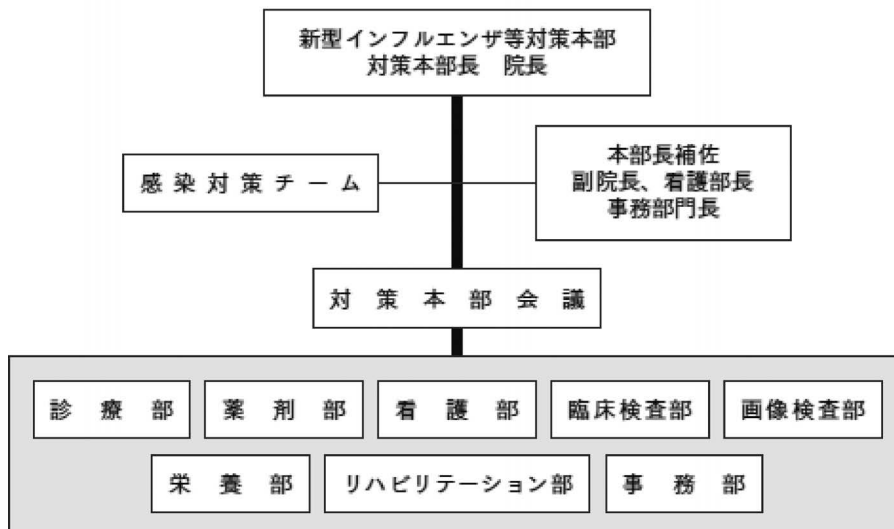 新型インフルエンザ等対策本部
対策本部長　院長
感染対策チーム
本部長補佐
副院長、看護部長
事務部門長
対策本部会議
診療部
薬剤部
看護部
臨床検査部
画像検査部
栄養部
リハビリテーション部
事務部